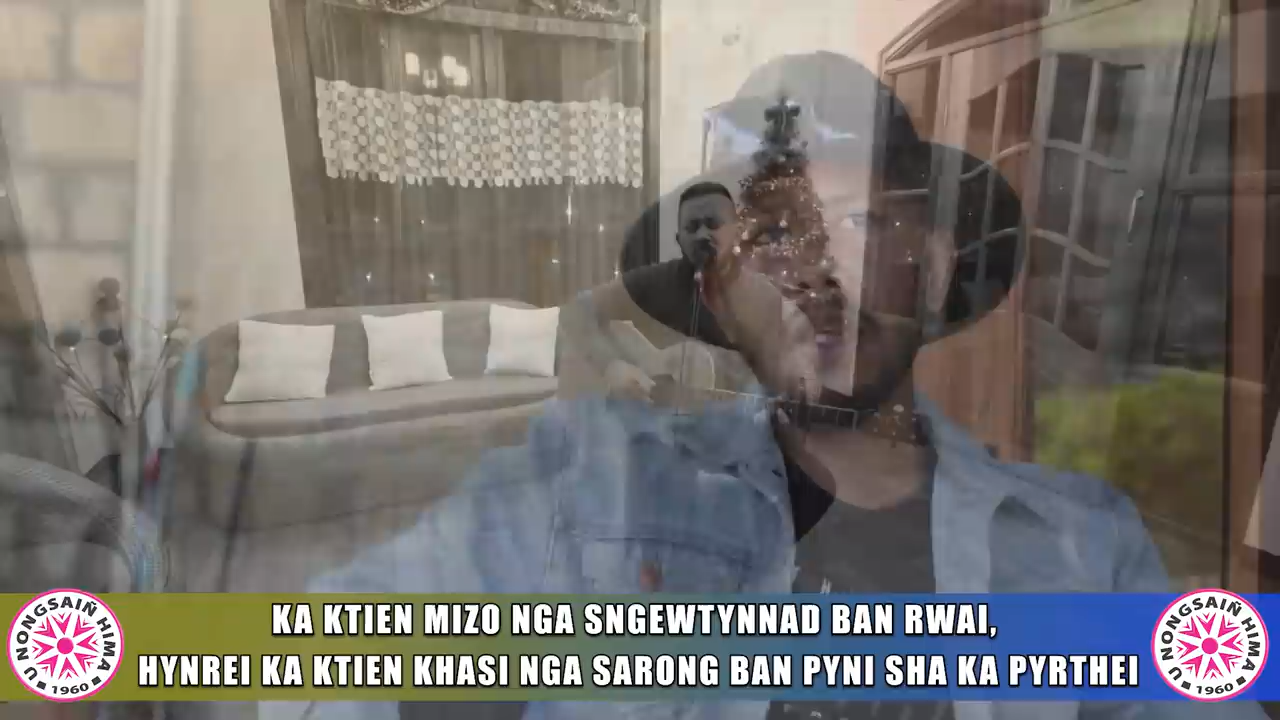 KA KTIEN MIZO NGA SNGEWTYNNAD BAN RWAI,
HYNREI KA KTIEN KHASI NGA SARONG BAN PYNI SHA KA PYRTHEI
U NONGSAIÑ HIMA
1960
U NONGSAIÑ HIMA
1960